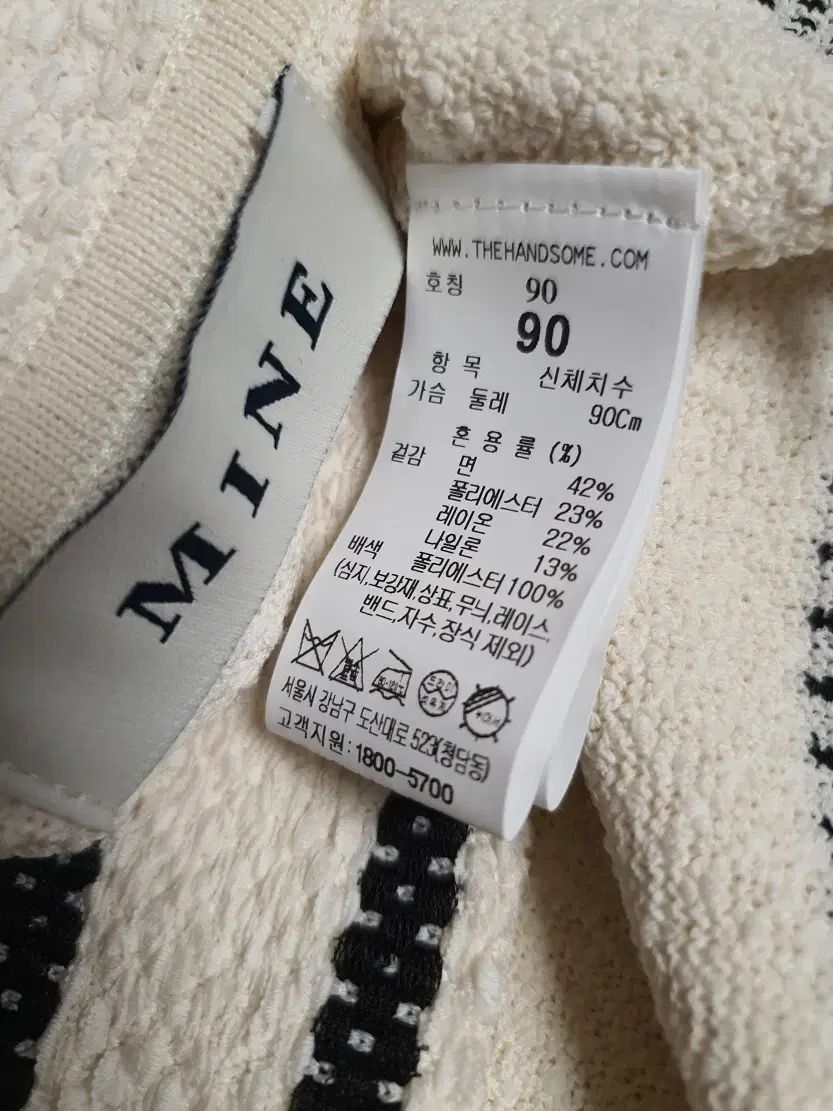 MINE
WWW.THEHANDSOME.COM
호칭 90
90
항 목 신체치수
가슴 둘레 90Cm
혼 용 률 (%)
겉감 면 42%
폴리에스터 23%
레이온 22%
나일론 13%
배색 폴리에스터 100%
(심지,보강재,상표,무늬,레이스,
밴드,자수,장식 제외)
드라이
서울시 강남구 도산대로 523(청담동)
고객지원:1800-5700